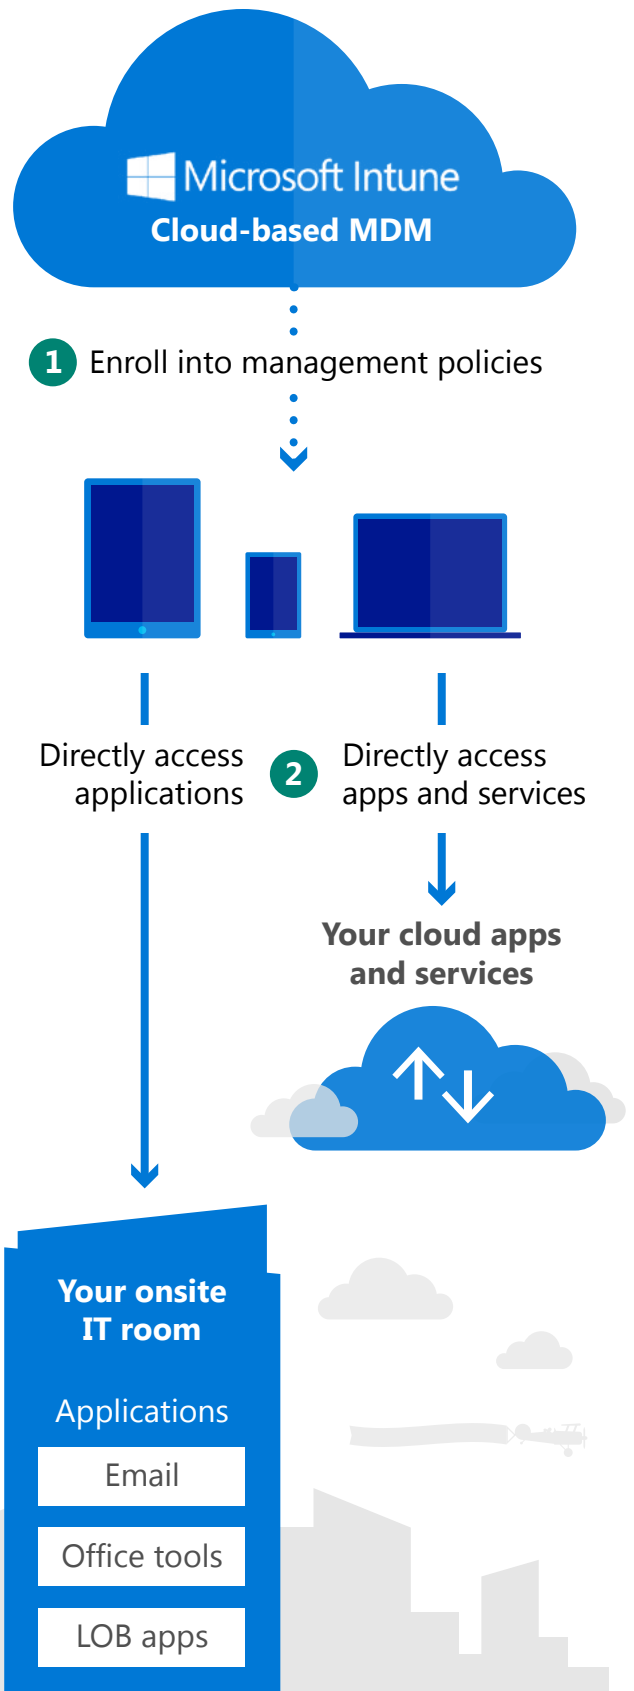 Microsoft Intune
Cloud-based MDM
1 Enroll into management policies
Directly access
applications
2
Directly access
apps and services
Your cloud apps
and services
Your onsite
IT room
Applications
Email
Office tools
LOB apps